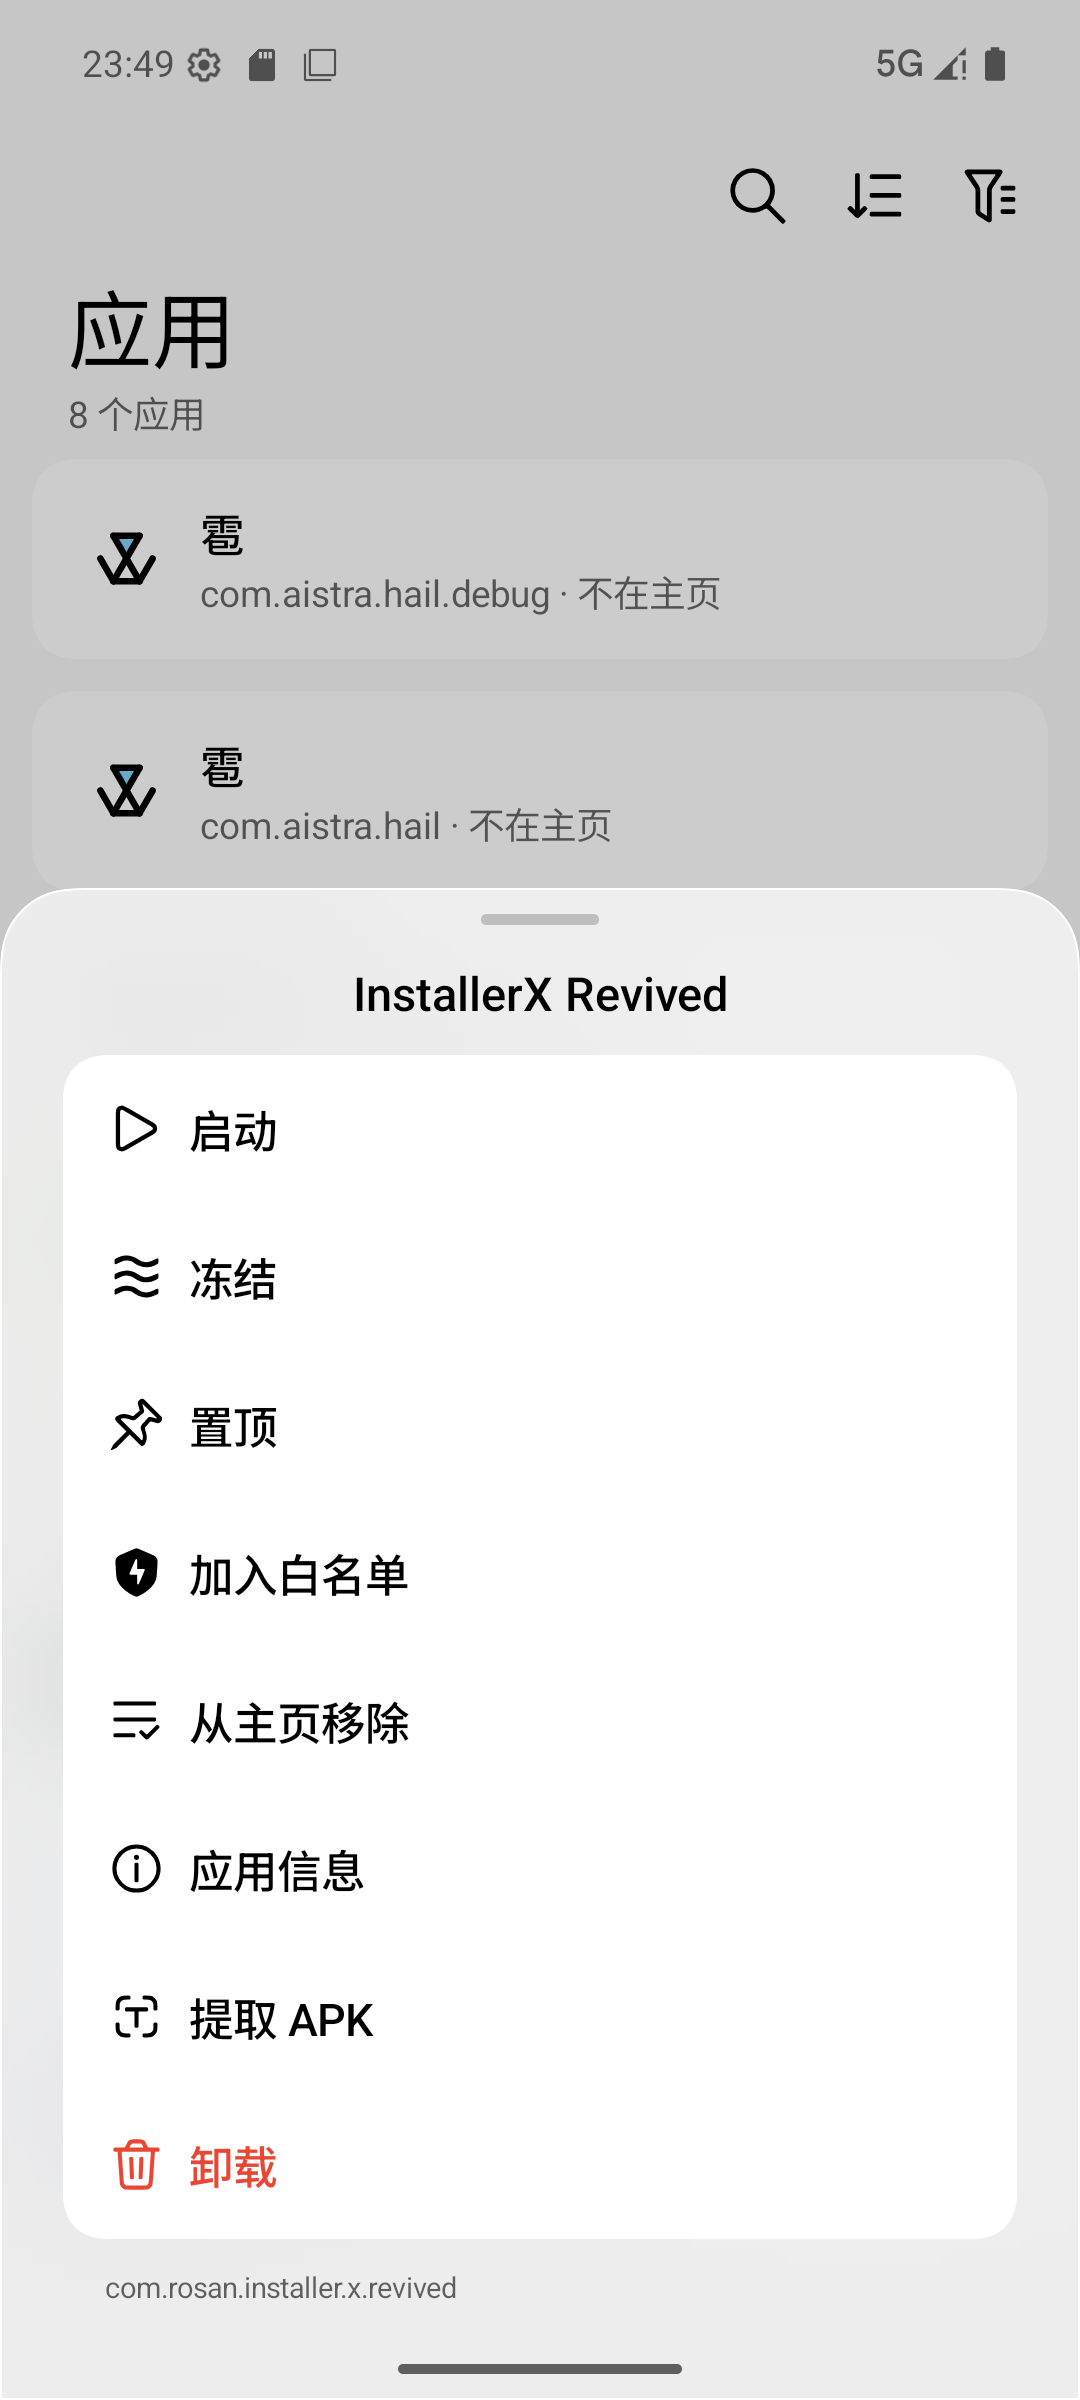 23:49
5G
应用
8 个应用
雹
com.aistra.hail.debug · 不在主页
雹
com.aistra.hail · 不在主页
InstallerX Revived
启动
冻结
置顶
加入白名单
从主页移除
应用信息
提取 APK
卸载
com.rosan.installer.x.revived